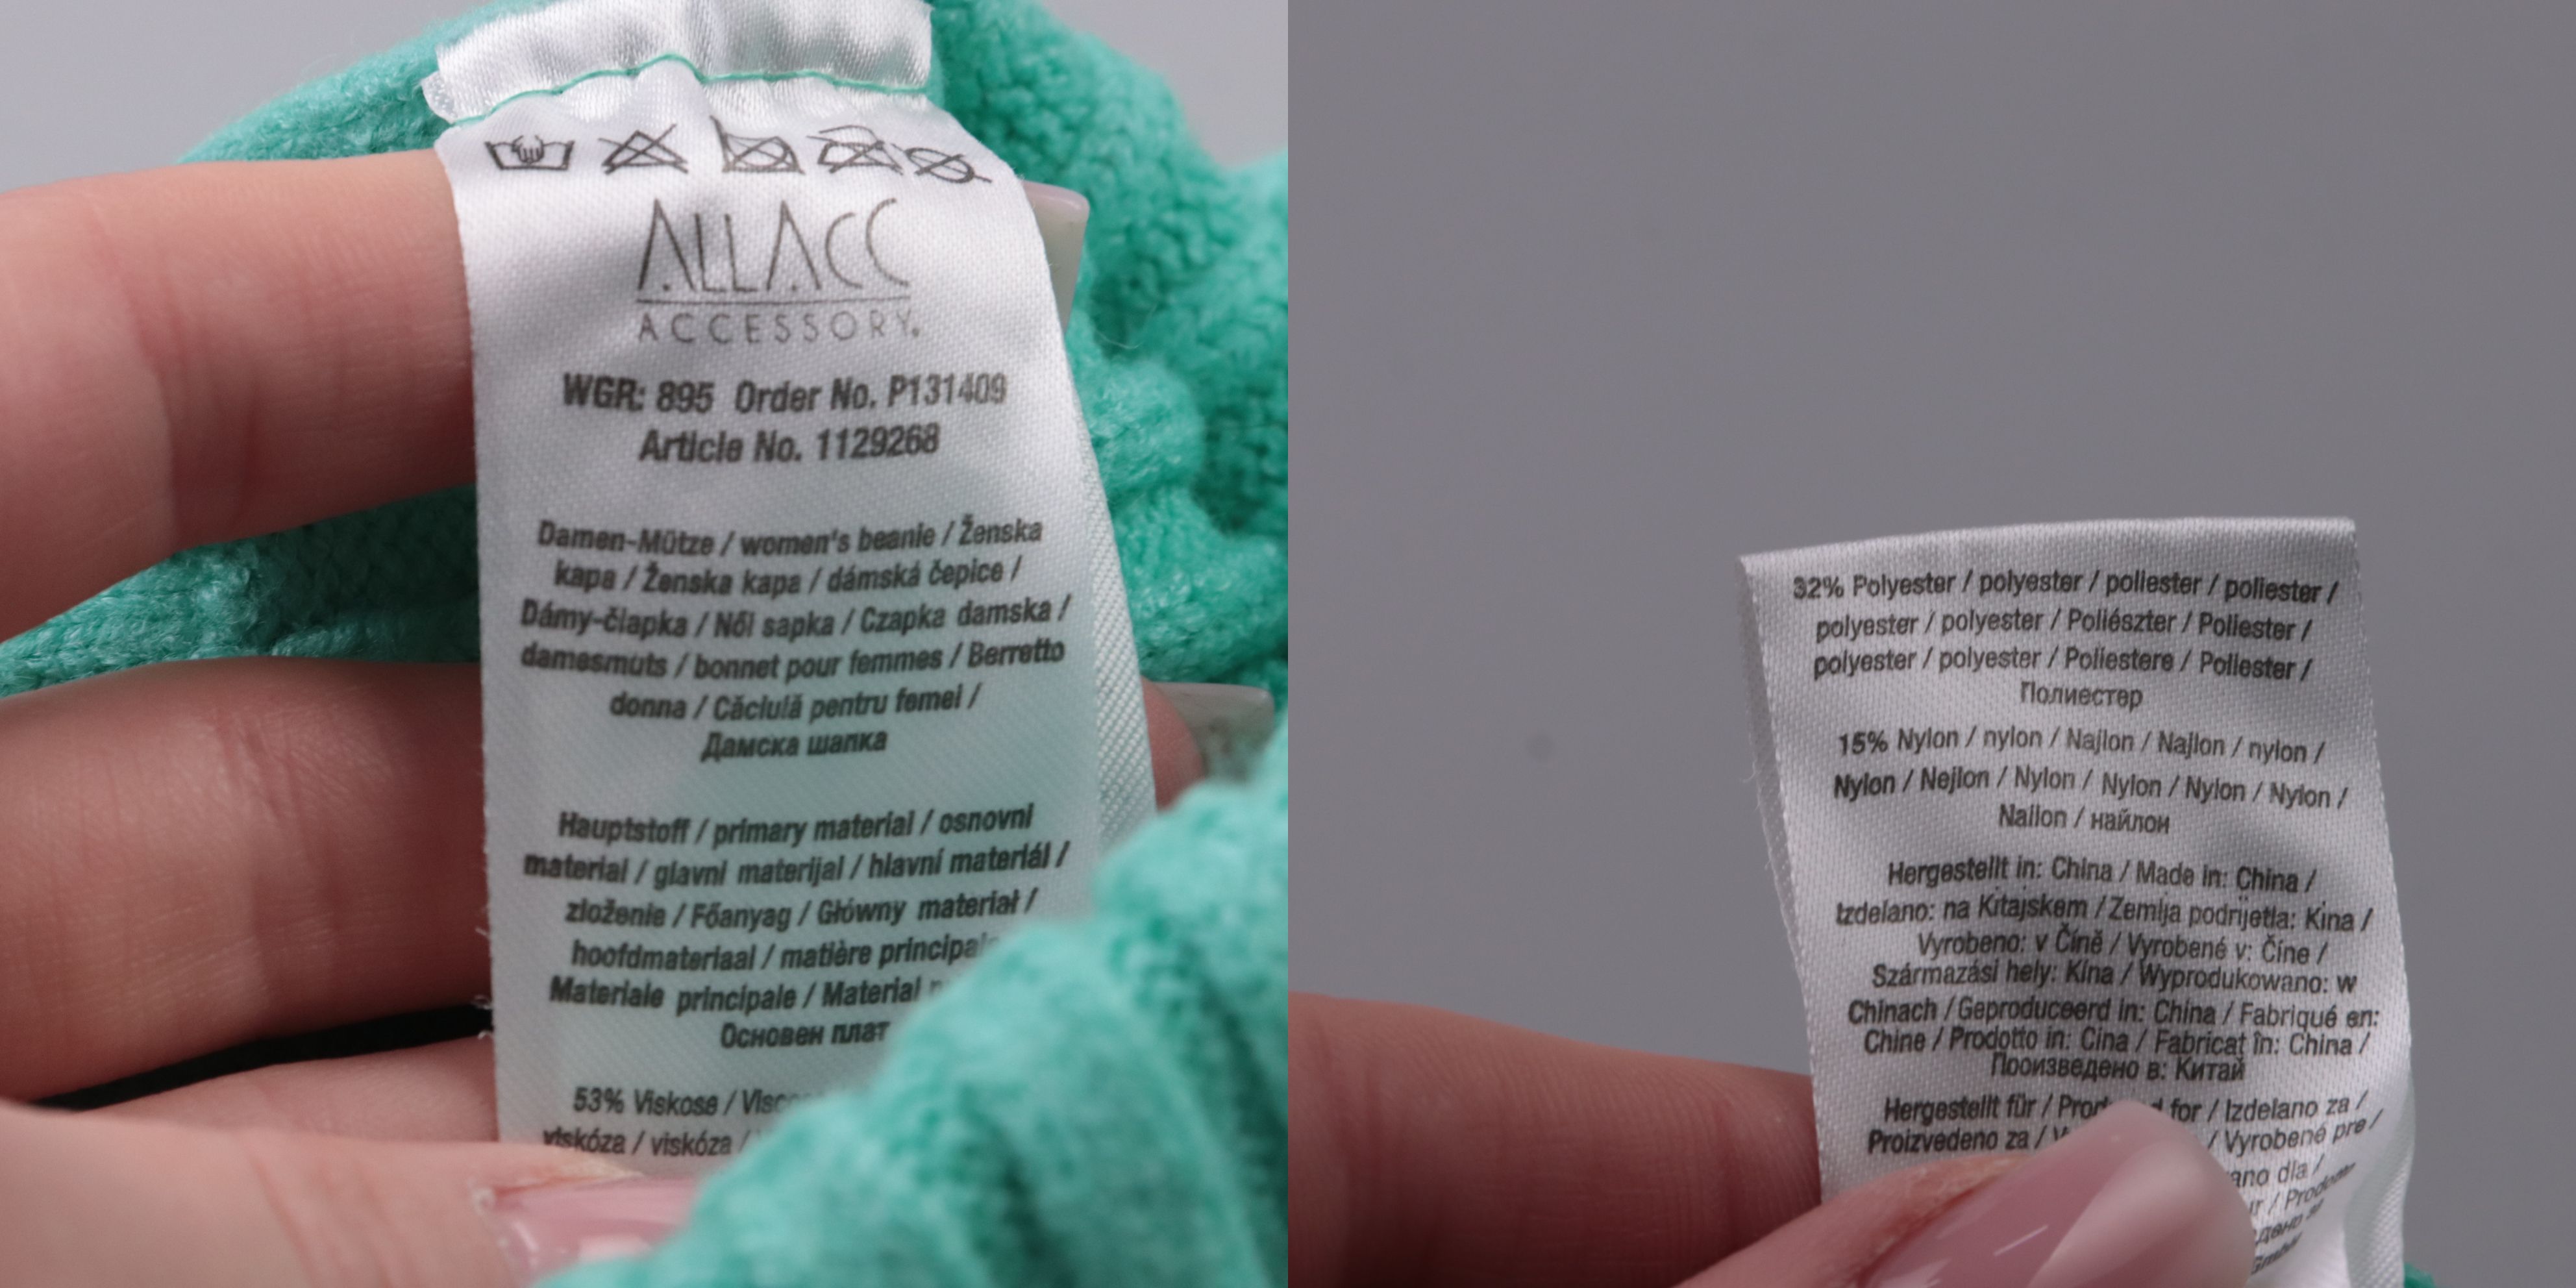 ALLACC
ACCESSORY®
WGR: 895 Order No. P131409
Article No. 1129268
Damen-Mütze / women's beanie / Ženska
kapa / Ženska kapa / dámská čepice /
Dámy-čiapka / Női sapka / Czapka damska /
damesmuts / bonnet pour femmes / Berretto
donna / Căciulă pentru femei /
Дамска шапка
Hauptstoff / primary material / osnovni
material / glavni materijal / hlavní materiál /
zloženie / Főanyag / Główny materiał /
hoofdmateriaal / matière
Materiale principale / Material
Основен
53% Viskose /
viskóza / viskóza /
32% Polyester / polyester / poliester / poliester /
polyester / polyester / Poliészter / Poliester /
polyester / polyester / Poliestere / Poliester /
Полиестер
15% Nylon / nylon / Najlon / Najlon / nylon /
Nylon / Nejlon / Nylon / Nylon / Nylon / Nylon /
Nailon / найлон
Hergestellt in: China / Made in: China /
Izdelano: na Kitajskem / Zemlja podrijetla: Kina /
Vyrobeno: v Číně / Vyrobené v: Číne /
Származási hely: Kína / Wyprodukowano: w
Chinach / Geproduceerd in: China / Fabriqué en:
Chine / Prodotto in: Cina / Fabricat în: China /
Произведено в: Китай
Hergestellt für / for / Izdelano za /
Proizvedeno za / / Vyrobené pre /
dla /